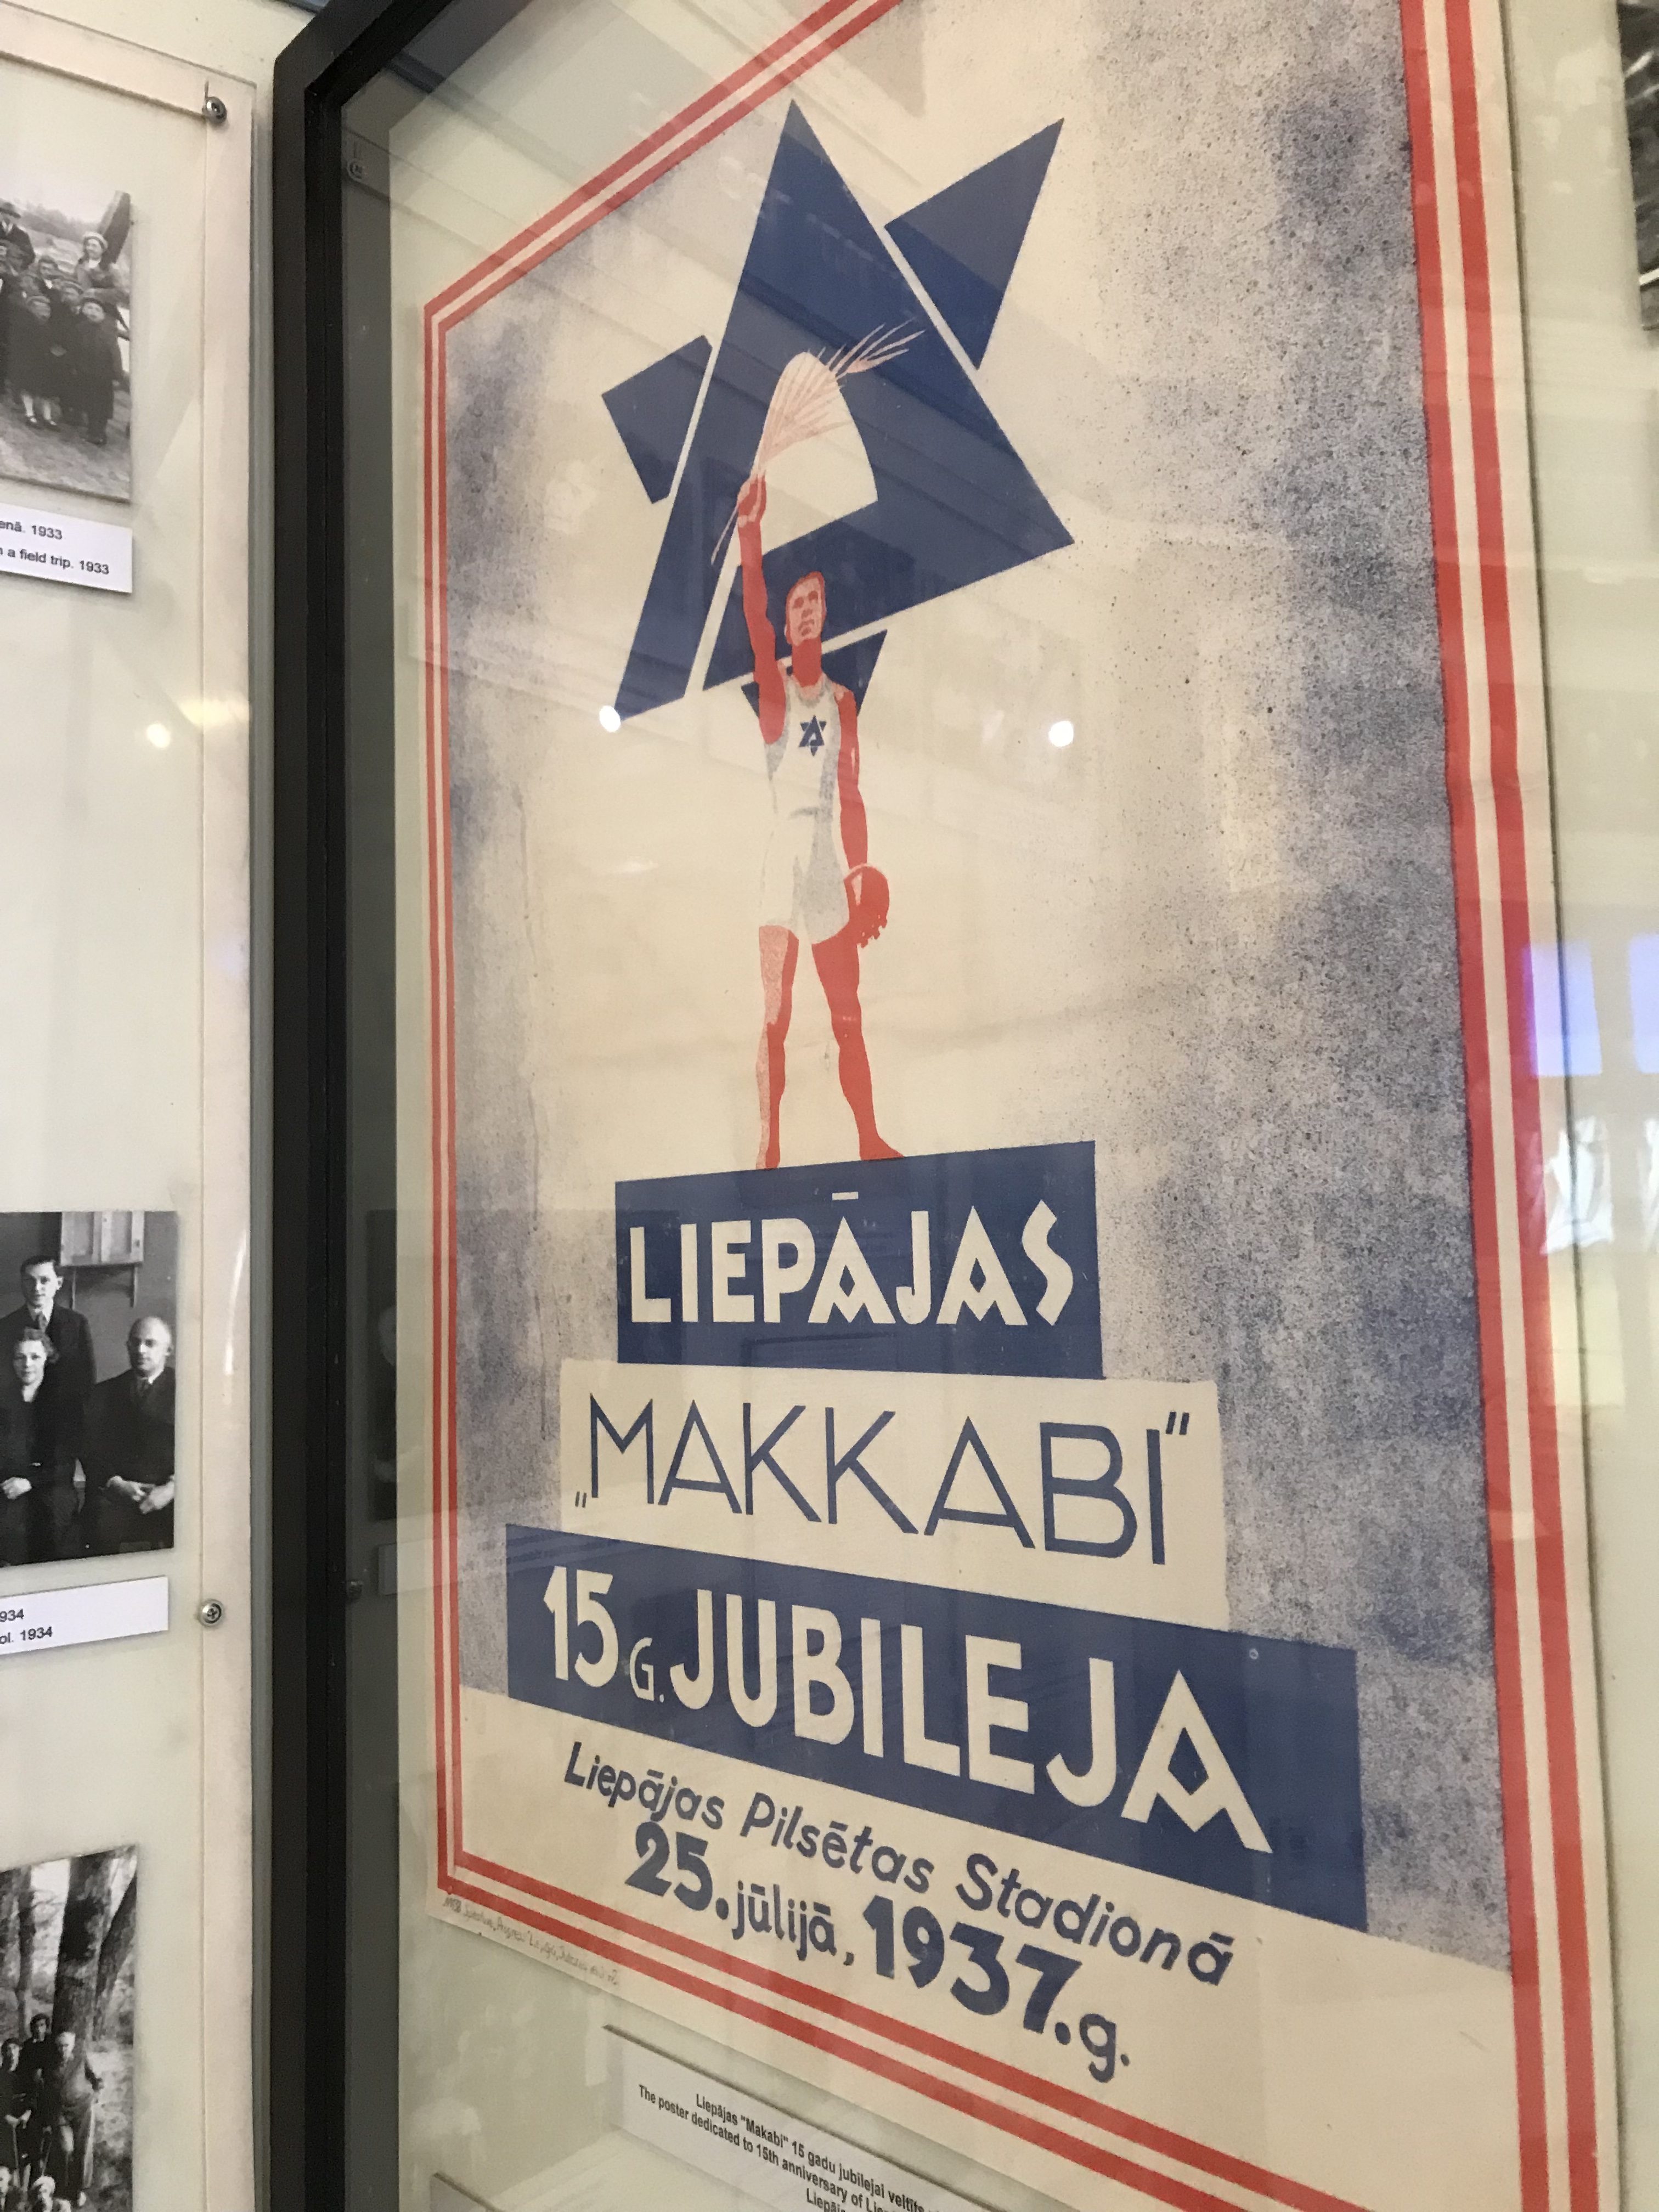 enā. 1933
a field trip. 1933
934
ol. 1934
LIEPĀJAS
„MAKKABI"
15 G. JUBILEJA
Liepājas Pilsētas Stadionā
25. jūlijā, 1937. g.
Liepājas "Makabi" 15 gadu jubilejai veltīts
The poster dedicated to 15th anniversary of